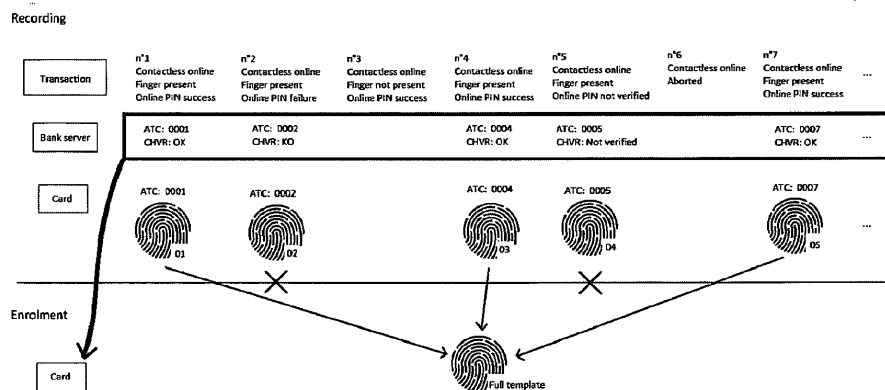 Recording
Transaction
n°1
Contactless online
Finger present
Online PIN success
n°2
Contactless online
Finger present
Online PIN failure
n°3
Contactless online
Finger not present
Online PIN success
n°4
Contactless online
Finger present
Online PIN success
n°5
Contactless online
Finger present
Online PIN not verified
n°6
Contactless online
Aborted
n°7
Contactless online
Finger present
Online PIN success
...
Bank server
ATC: 0001
CHVR: OK
ATC: 0002
CHVR: KO
ATC: 0004
CHVR: OK
ATC: 0005
CHVR: Not verified
ATC: 0007
CHVR: OK
...
Card
ATC: 0001
01
ATC: 0002
02
ATC: 0004
03
ATC: 0005
04
ATC: 0007
05
...
Enrolment
Card
Full template